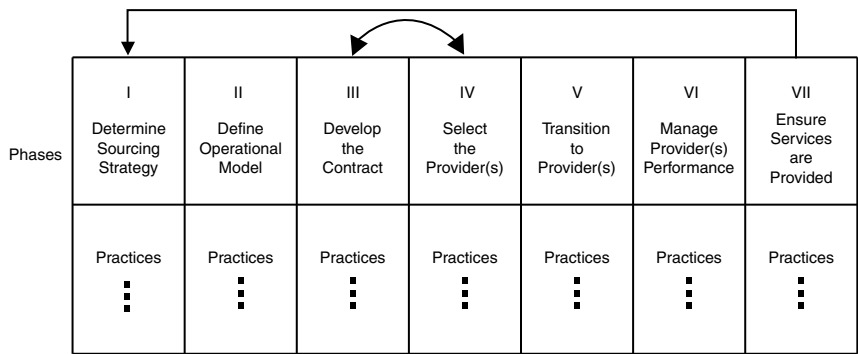 Phases
I
Determine
Sourcing
Strategy
II
Define
Operational
Model
III
Develop
the
Contract
IV
Select
the
Provider(s)
V
Transition
to
Provider(s)
VI
Manage
Provider(s)
Performance
VII
Ensure
Services
are
Provided
Practices
Practices
Practices
Practices
Practices
Practices
Practices